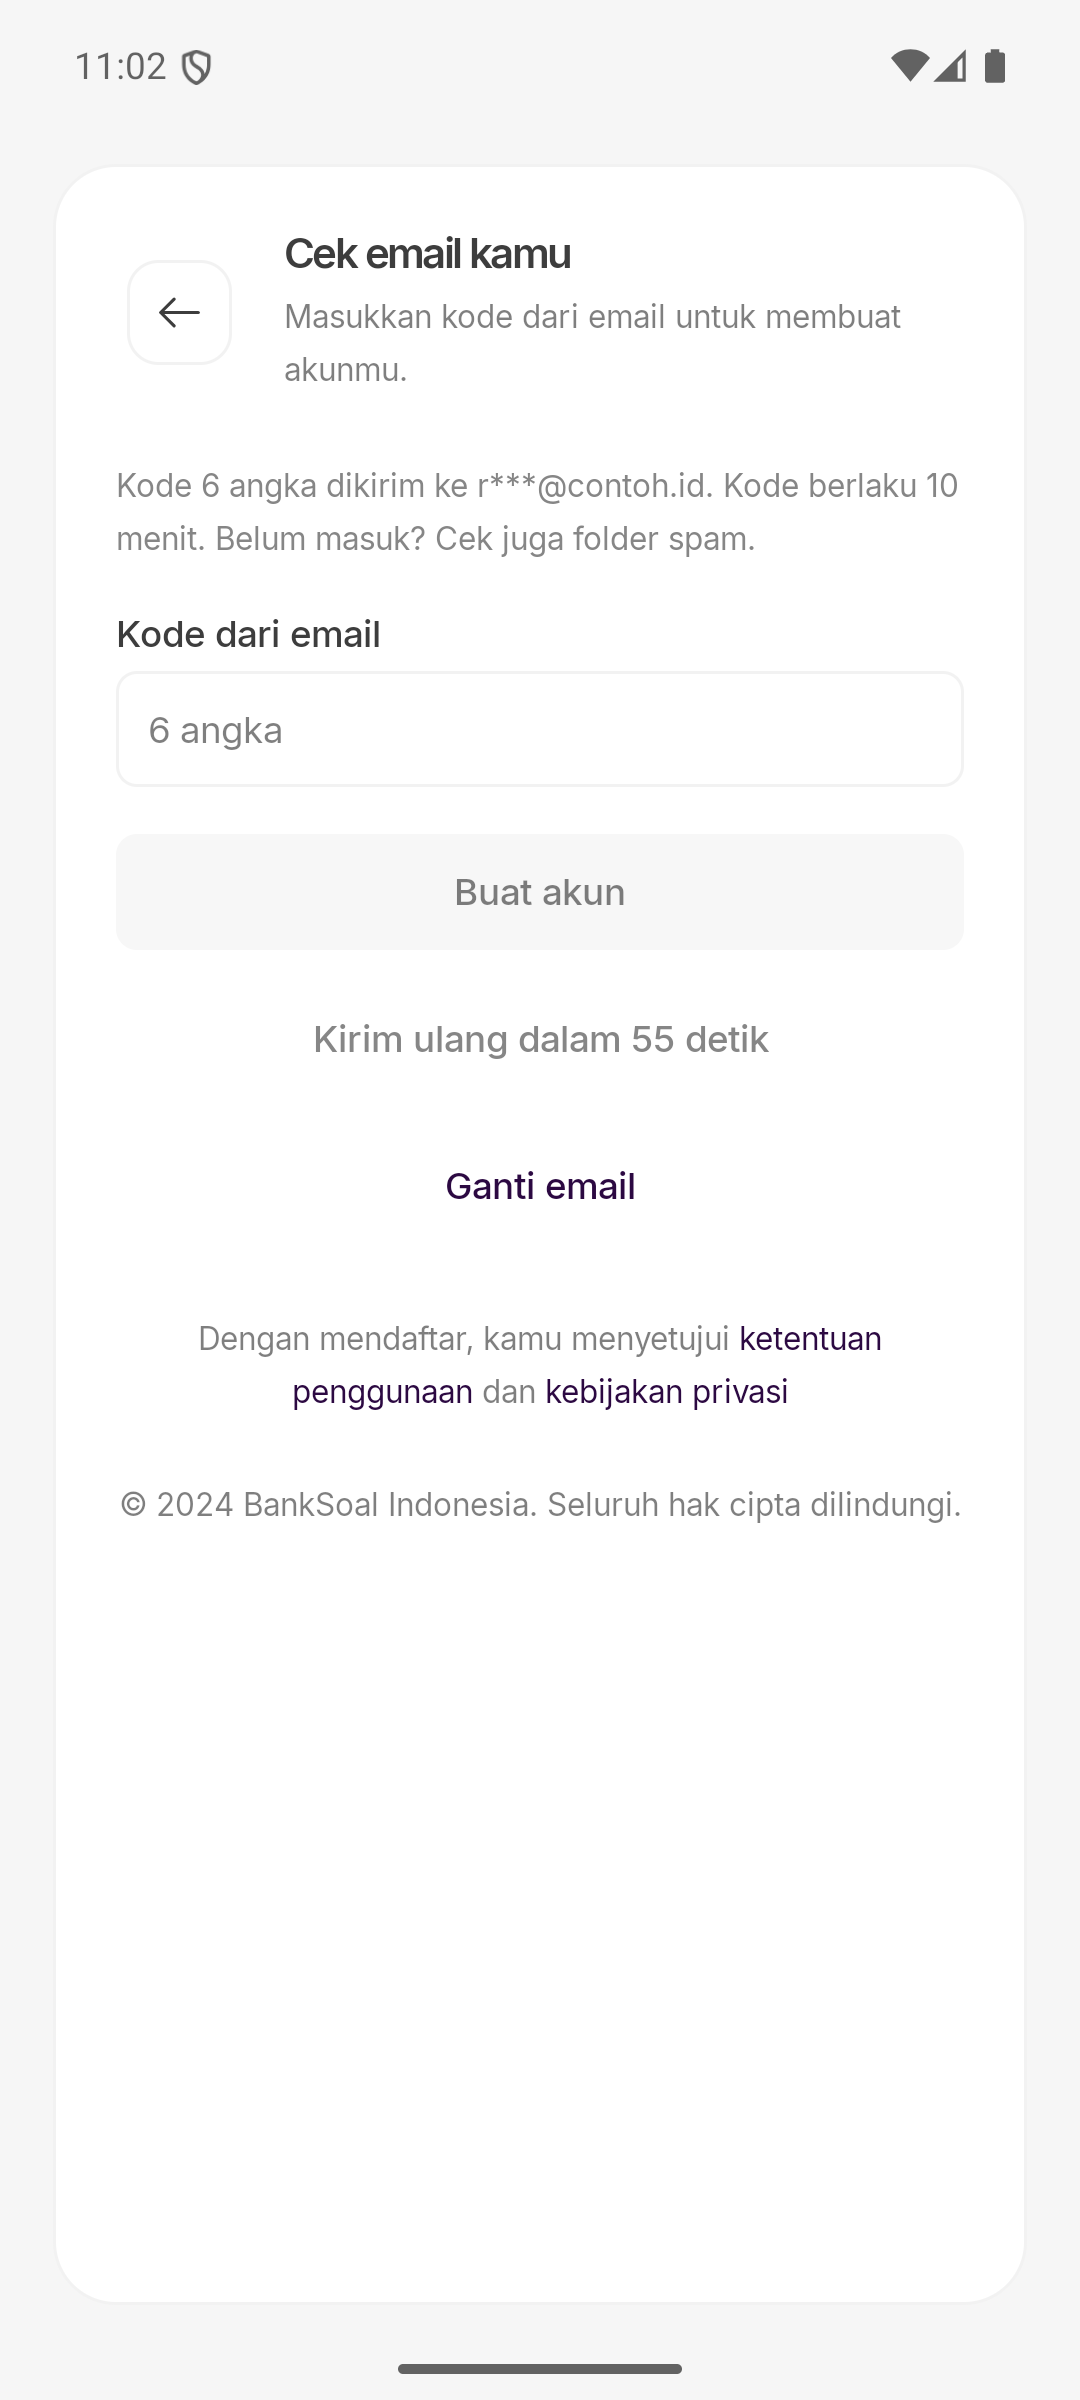 11:02
Cek email kamu
Masukkan kode dari email untuk membuat
akunmu.
Kode 6 angka dikirim ke r***@contoh.id. Kode berlaku 10
menit. Belum masuk? Cek juga folder spam.
Kode dari email
6 angka
Buat akun
Kirim ulang dalam 55 detik
Ganti email
Dengan mendaftar, kamu menyetujui ketentuan
penggunaan dan kebijakan privasi
© 2024 BankSoal Indonesia. Seluruh hak cipta dilindungi.